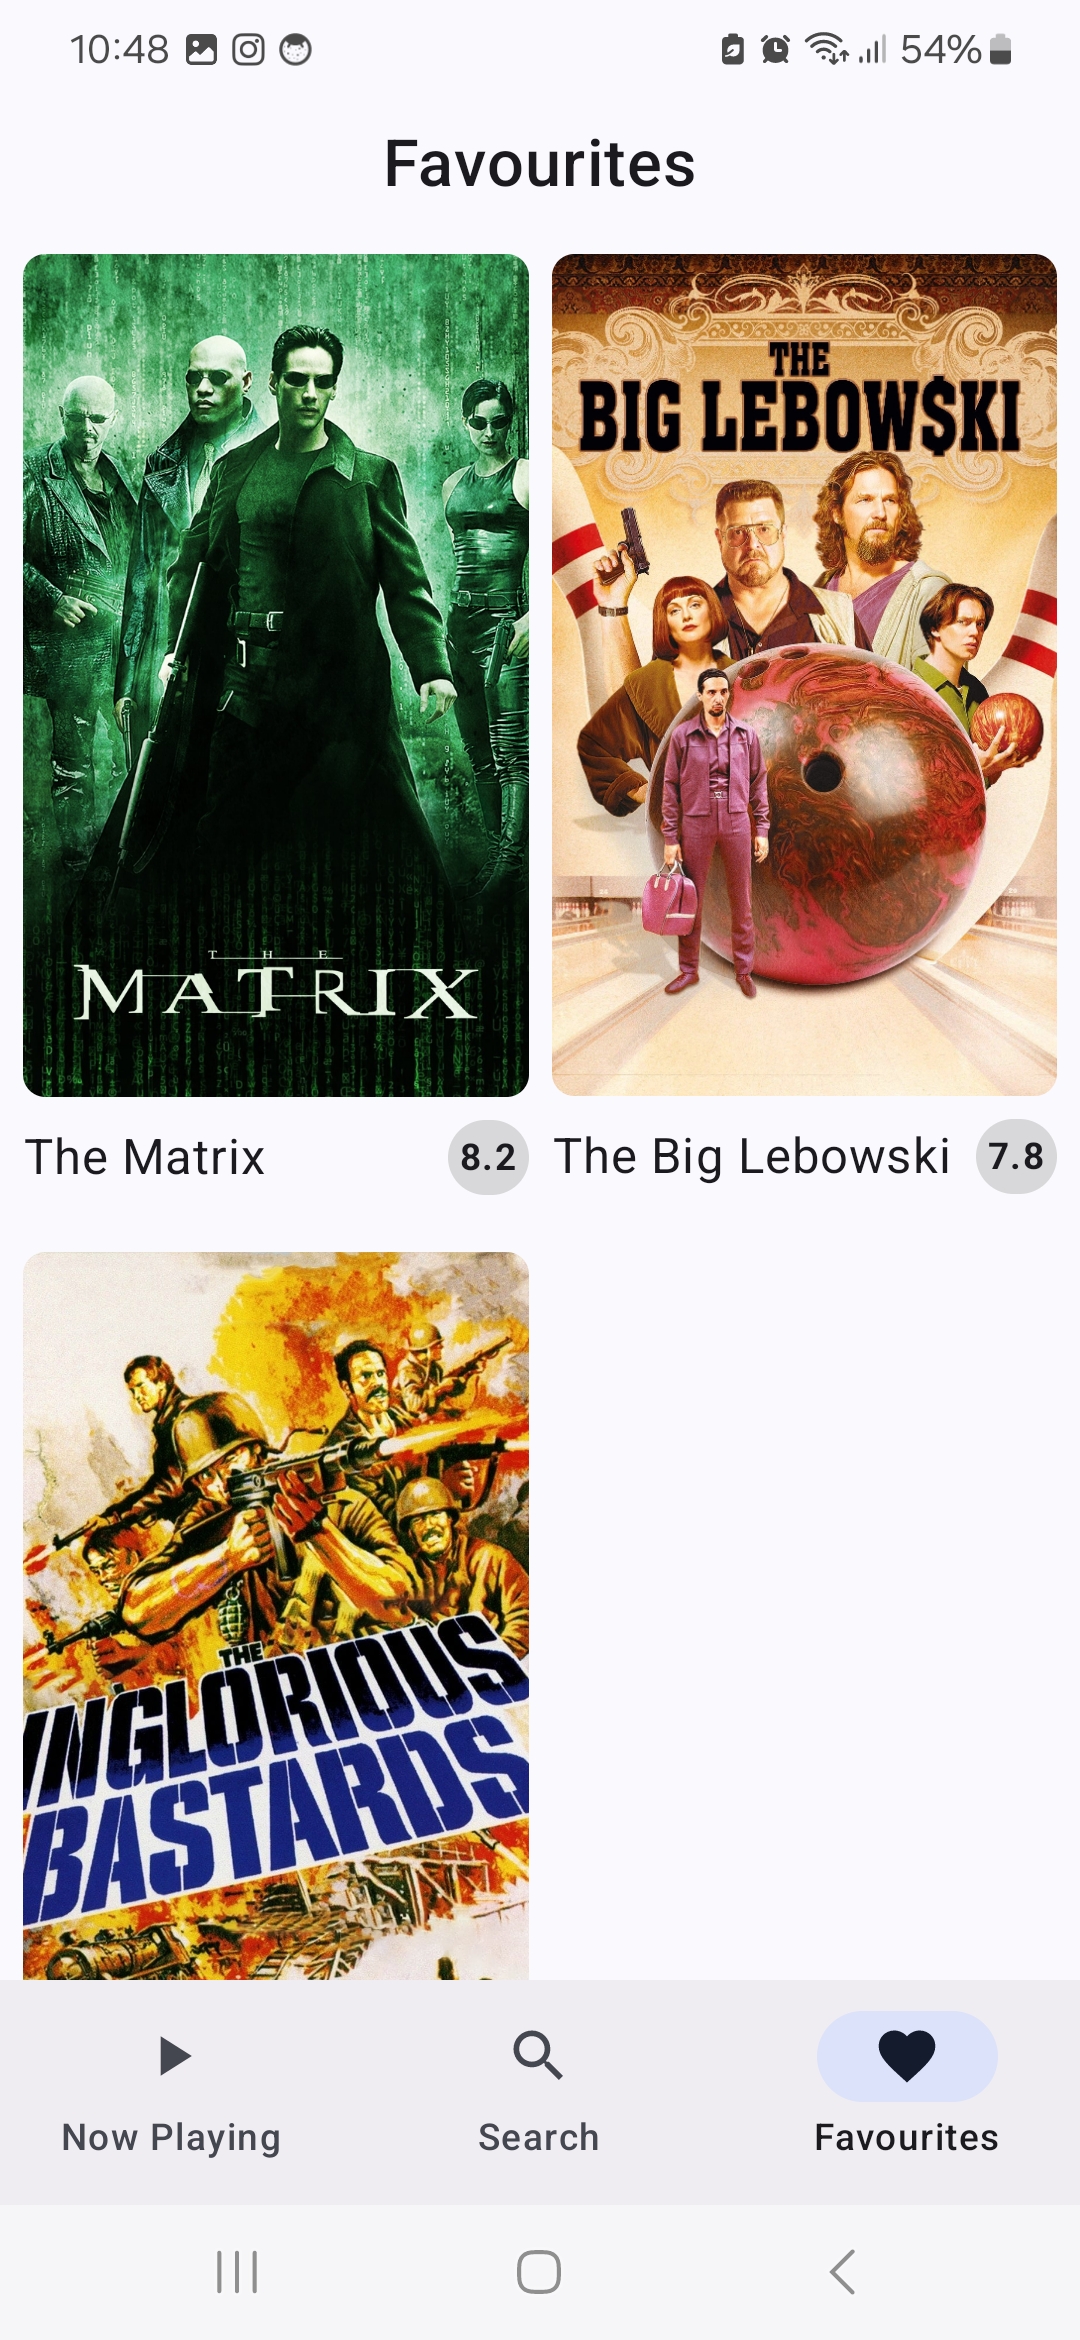 10:48
54%
Favourites
THE
MATRIX
THE
BIG LEBOW$KI
The Matrix
8.2
The Big Lebowski
7.8
THE
INGLORIOUS
BASTARDS
Now Playing
Search
Favourites